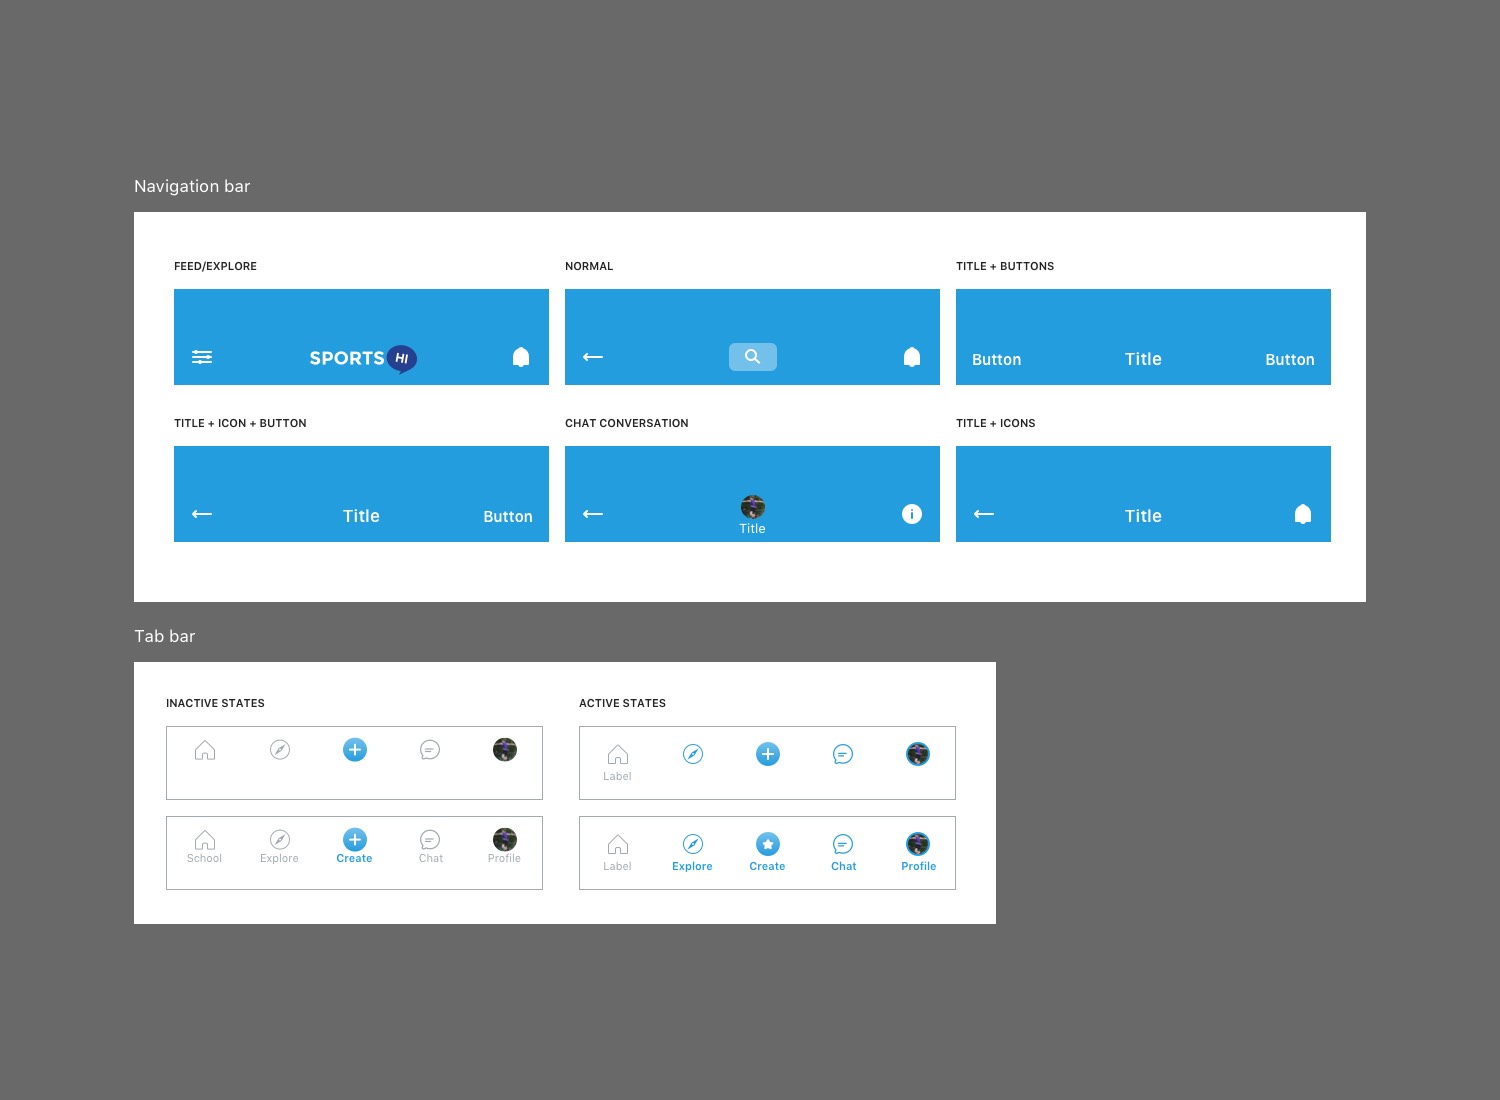 Navigation bar
FEED/EXPLORE
NORMAL
TITLE + BUTTONS
SPORTS HI
Button
Title
Button
TITLE + ICON + BUTTON
CHAT CONVERSATION
TITLE + ICONS
Title
Button
Title
Title
Tab bar
INACTIVE STATES
ACTIVE STATES
Label
School
Explore
Create
Chat
Profile
Label
Explore
Create
Chat
Profile